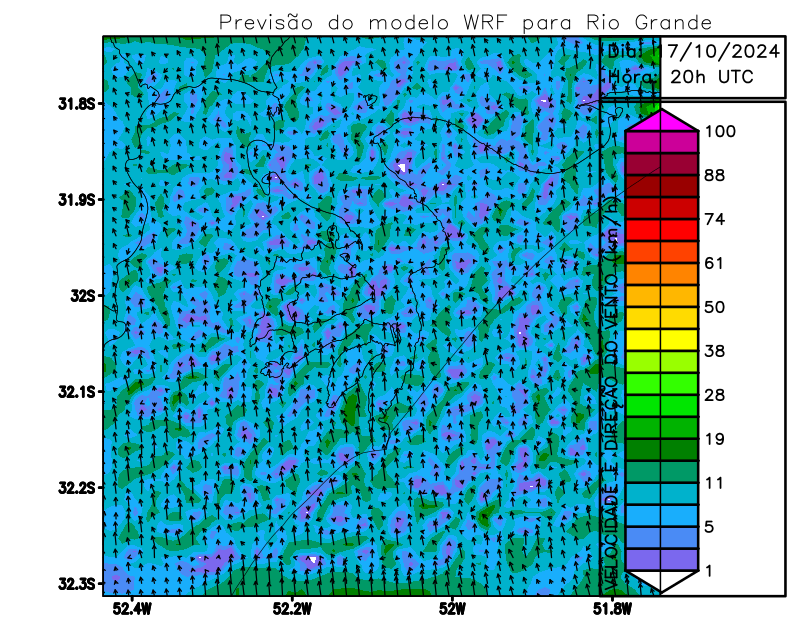 Previsão do modelo WRF para Rio Grande
Dia: 7/10/2024
Hora: 20h UTC
31.8S
31.9S
32S
32.1S
32.2S
32.3S
52.4W
52.2W
52W
51.8W
VELOCIDADE E DIREÇÃO DO VENTO (km/h)
100
88
74
61
50
38
28
19
11
5
1